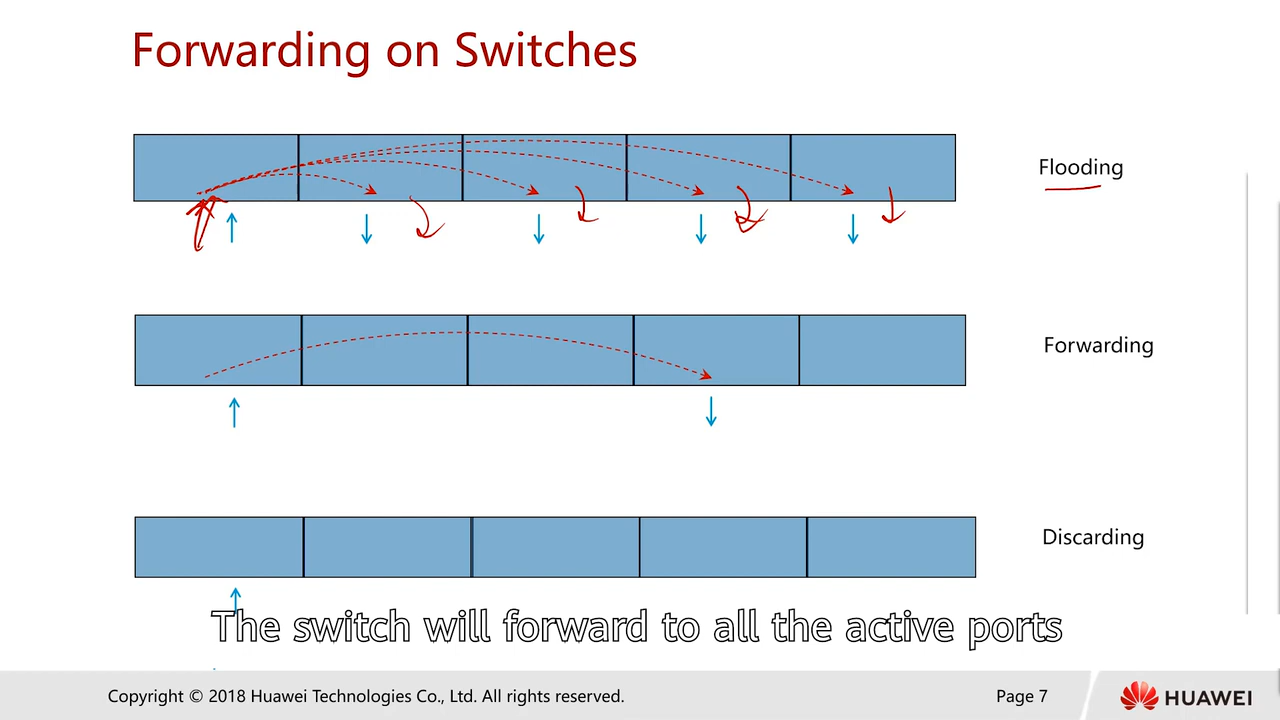 Forwarding on Switches
Flooding
Forwarding
Discarding
The switch will forward to all the active ports
Copyright © 2018 Huawei Technologies Co., Ltd. All rights reserved.
Page 7
HUAWEI